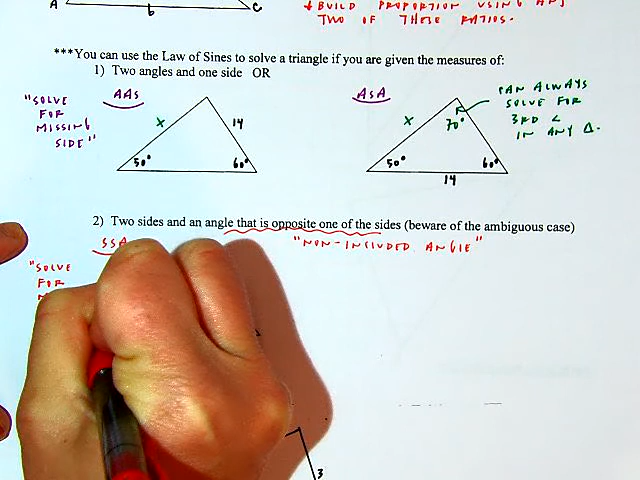 A
b
C
+ BUILD PROPORTION USING ANY
TWO OF THESE RATIOS.
***You can use the Law of Sines to solve a triangle if you are given the measures of:
1) Two angles and one side OR
"SOLVE
FOR
MISSING
SIDE"
AAS
x
14
50°
60°
ASA
x
70°
50°
60°
14
CAN ALWAYS
SOLVE FOR
3RD ∠
IN ANY Δ.
2) Two sides and an angle that is opposite one of the sides (beware of the ambiguous case)
SSA
"NON-INCLUDED ANGLE"
"SOLVE
FOR
3